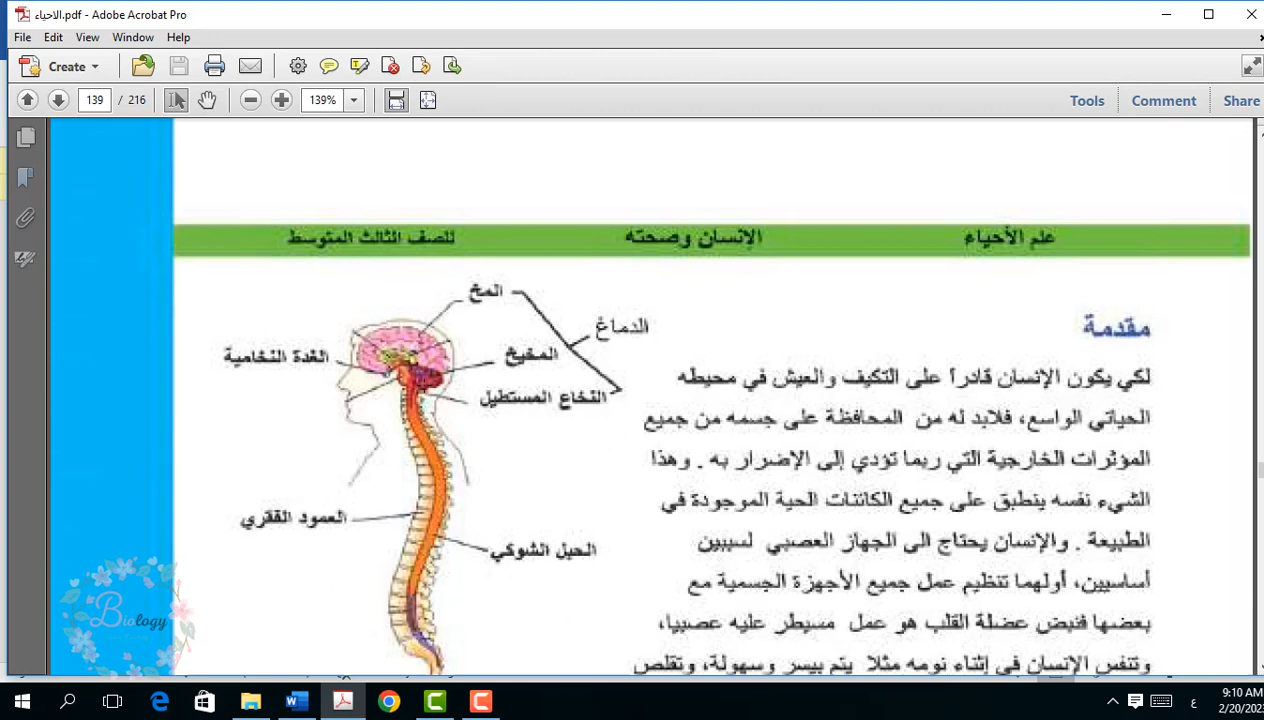 الاحياء.pdf - Adobe Acrobat Pro
File Edit View Window Help
Create
139 / 216 139% Tools Comment Share
علم الأحياء الإنسان وصحته للصف الثالث المتوسط
المخ
الدماغ
المخيخ
الغدة النخامية
النخاع المستطيل
العمود الفقري
الحبل الشوكي
مقدمة
لكي يكون الإنسان قادراً على التكيف والعيش في محيطه
الحياتي الواسع، فلابد له من المحافظة على جسمه من جميع
المؤثرات الخارجية التي ربما تؤدي إلى الإضرار به . وهذا
الشيء نفسه ينطبق على جميع الكائنات الحية الموجودة في
الطبيعة . والإنسان يحتاج الى الجهاز العصبي لسببين
أساسيين، أولهما تنظيم عمل جميع الأجهزة الجسمية مع
بعضها فنبض عضلة القلب هو عمل مسيطر عليه عصبيا،
وتنفس الإنسان في إثناء نومه مثلا يتم بيسر وسهولة، وتقلص
Biology
ع
9:10 AM
2/20/202